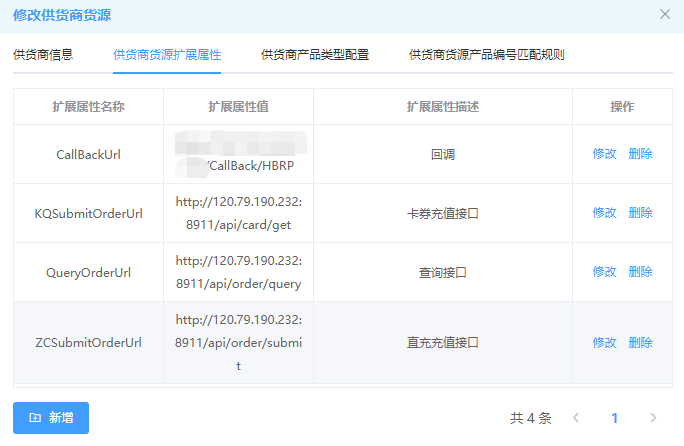 修改供货商货源
供货商信息 供货商货源扩展属性 供货商产品类型配置 供货商货源产品编号匹配规则
扩展属性名称 扩展属性值 扩展属性描述 操作
CallBackUrl /CallBack/HBRP 回调 修改 删除
KQSubmitOrderUrl http://120.79.190.232: 卡券充值接口 修改 删除
8911/api/card/get
QueryOrderUrl http://120.79.190.232: 查询接口 修改 删除
8911/api/order/query
http://120.79.190.232:
ZCSubmitOrderUrl 8911/api/order/submi 直充充值接口 修改 删除
t
新增 共 4 条 1